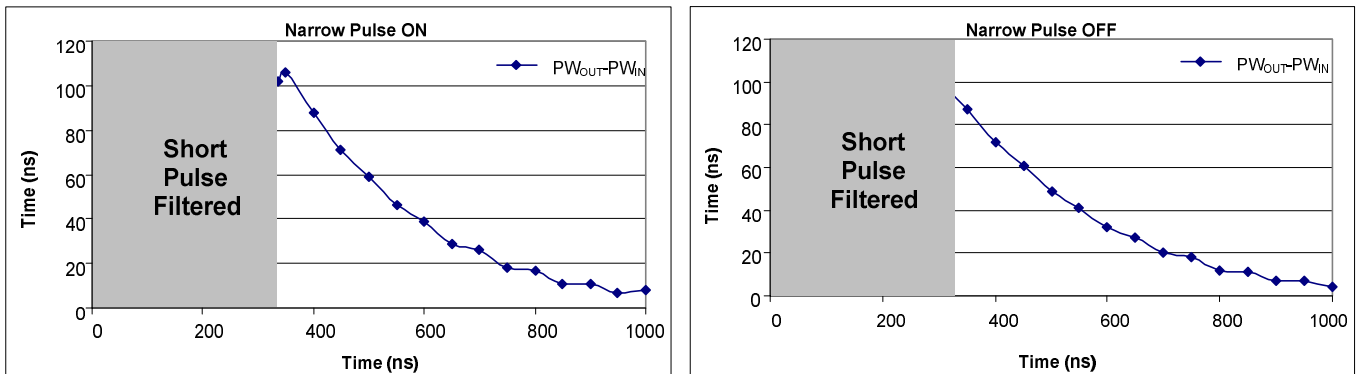 Narrow Pulse ON
120
100
80
60
40
20
0
Time (ns)
PWOUT-PWIN
Short
Pulse
Filtered
0 200 400 600 800 1000
Time (ns)
Narrow Pulse OFF
120
100
80
60
40
20
0
Time (ns)
PWOUT-PWIN
Short
Pulse
Filtered
0 200 400 600 800 1000
Time (ns)